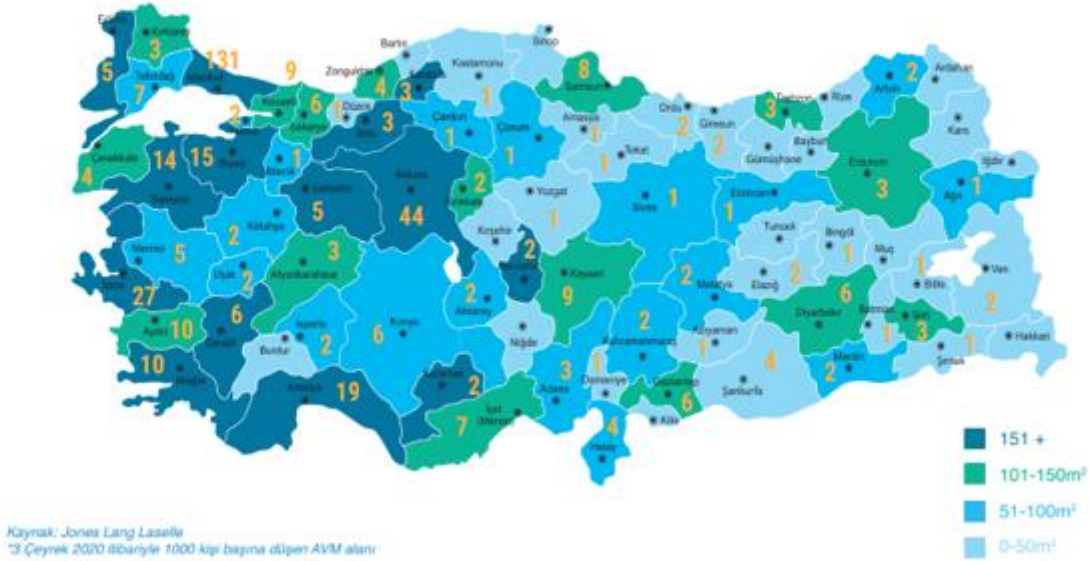 Kırklareli
3
5
Tekirdağ
7
131
9
Kocaeli
6
Sakarya
2
Düzce
Zonguldak
4
Bartın
3
Bolu
3
Kastamonu
1
Sinop
8
Samsun
Çankırı
1
Çorum
1
Amasya
1
Tokat
1
Ordu
2
Giresun
2
3
Trabzon
Rize
Gümüşhane
Bayburt
Artvin
2
Ardahan
Kars
Iğdır
Erzurum
3
Ağrı
1
Çanakkale
4
14
Balıkesir
15
Bursa
Bilecik
1
Eskişehir
5
Ankara
44
Kırıkkale
2
Yozgat
1
Kırşehir
2
Sivas
1
Erzincan
1
Tunceli
Bingöl
1
Muş
1
Bitlis
Van
2
Manisa
5
Kütahya
2
Uşak
2
Afyonkarahisar
3
İzmir
27
Aydın
10
Denizli
6
Muğla
10
Burdur
Isparta
2
Antalya
19
Konya
6
Aksaray
2
Niğde
Kayseri
9
Karaman
2
İçel
(Mersin)
7
Adana
3
Osmaniye
1
Kahramanmaraş
2
Malatya
2
Elazığ
2
Adıyaman
1
Gaziantep
6
Kilis
Hatay
4
Şanlıurfa
4
Diyarbakır
6
Mardin
2
Batman
1
Siirt
3
Şırnak
1
Hakkari
151 +
101-150m²
51-100m²
0-50m²
Kaynak: Jones Lang Laselle
*3 Çeyrek 2020 itibariyle 1000 kişi başına düşen AVM alanı